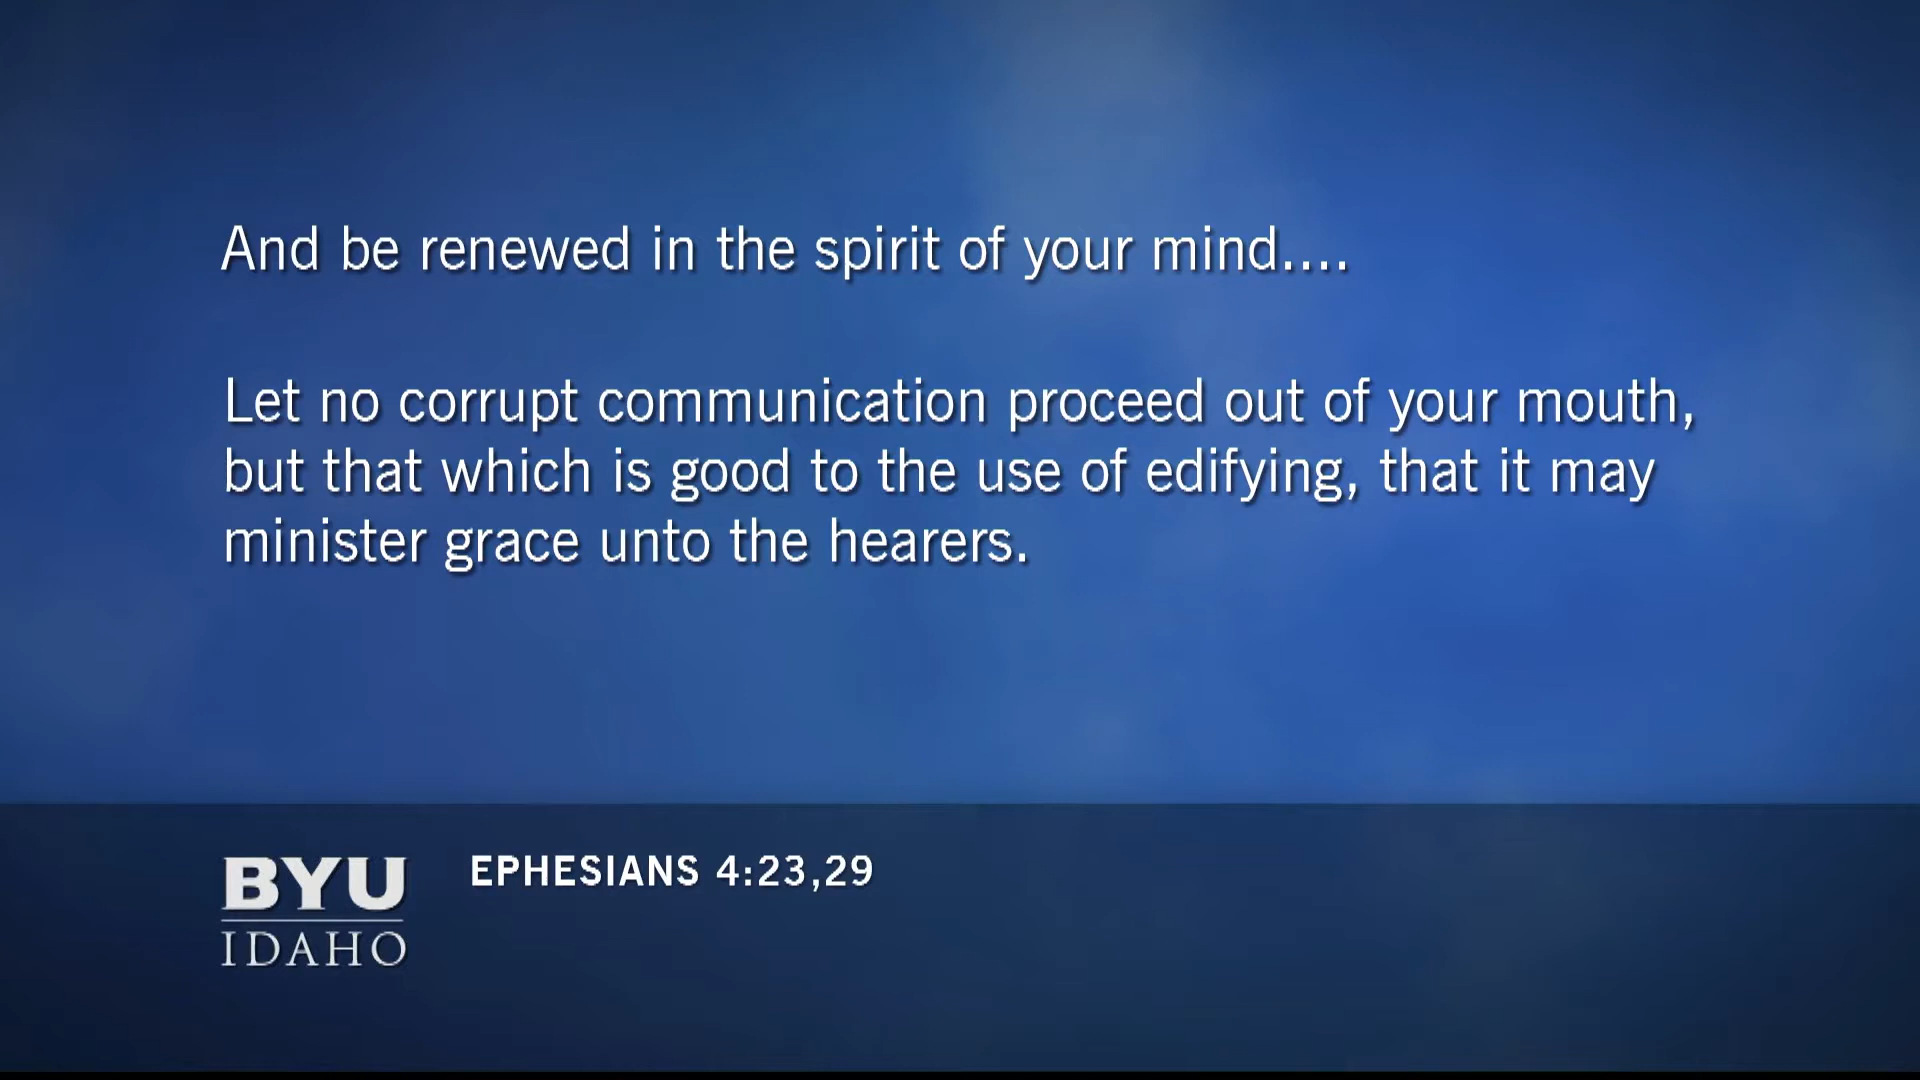 And be renewed in the spirit of your mind....
Let no corrupt communication proceed out of your mouth,
but that which is good to the use of edifying, that it may
minister grace unto the hearers.
BYU
IDAHO
EPHESIANS 4:23,29